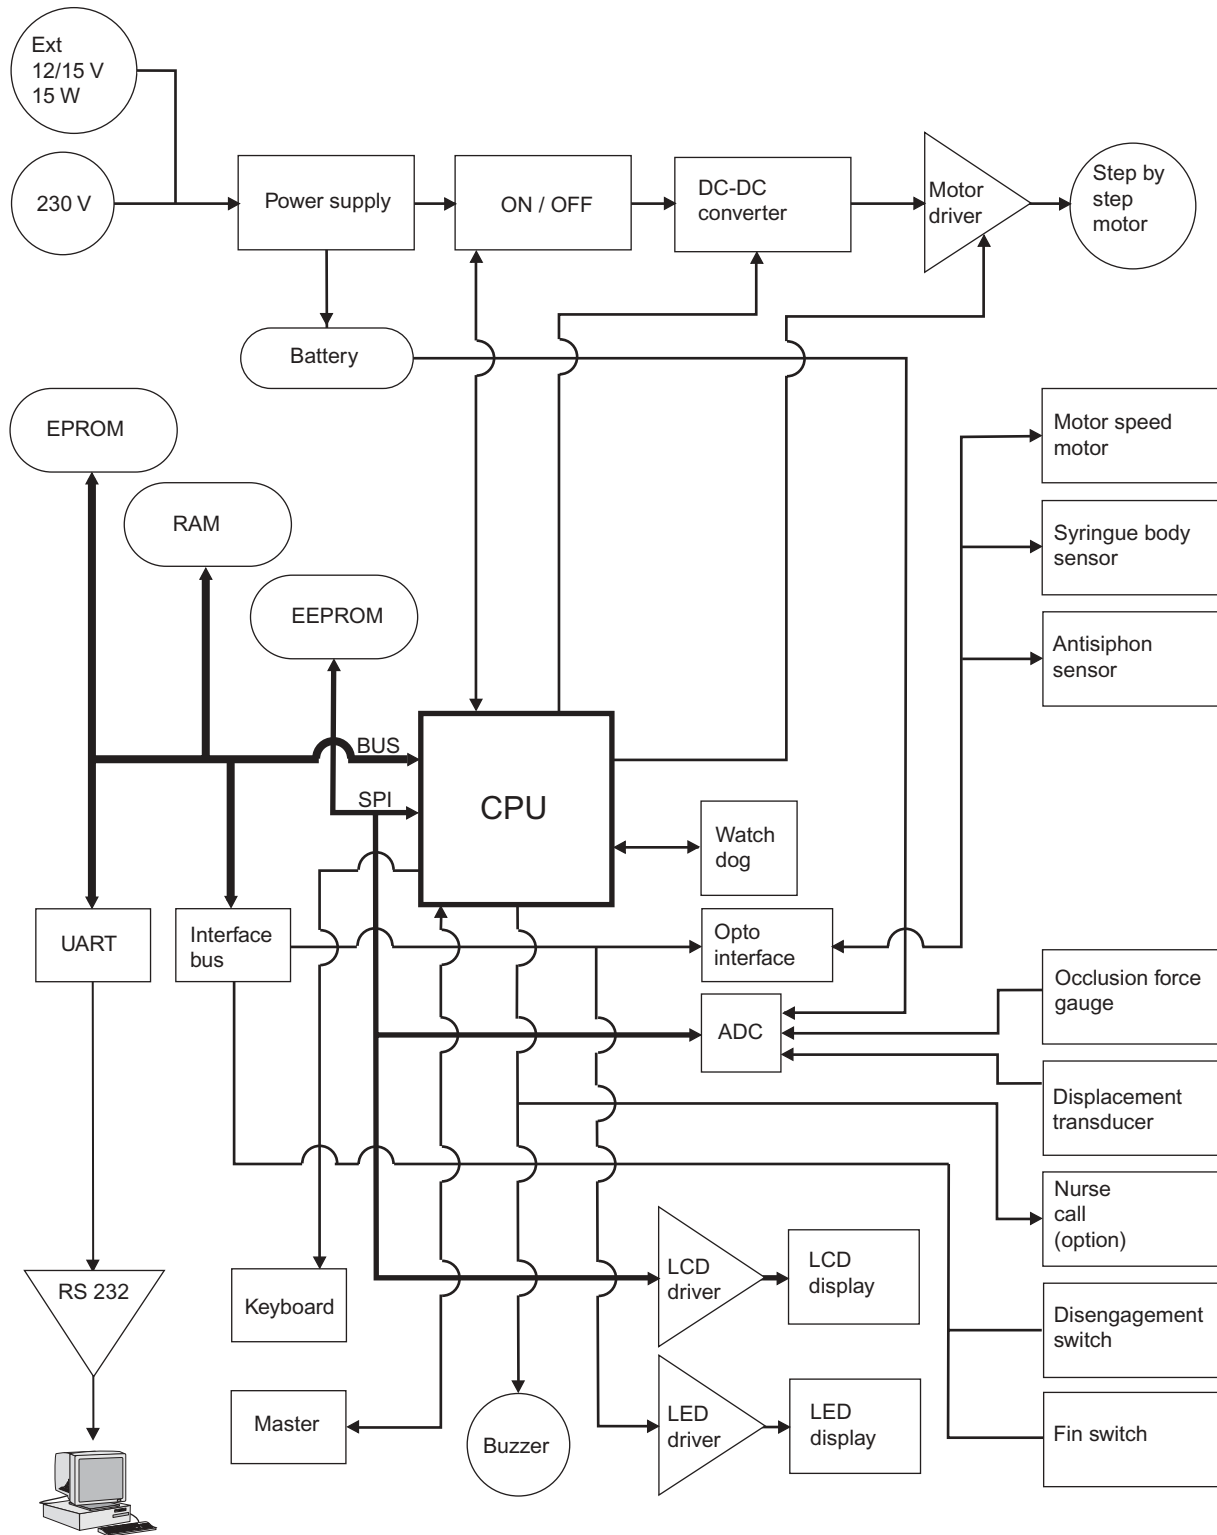 Ext
12/15 V
15 W
230 V
Power supply
ON / OFF
DC-DC
converter
Motor
driver
Step by
step
motor
Battery
EPROM
RAM
EEPROM
Motor speed
motor
Syringue body
sensor
Antisiphon
sensor
BUS
SPI
CPU
Watch
dog
UART
Interface
bus
Opto
interface
ADC
Occlusion force
gauge
Displacement
transducer
Nurse
call
(option)
RS 232
Keyboard
LCD
driver
LCD
display
Disengagement
switch
Master
Buzzer
LED
driver
LED
display
Fin switch